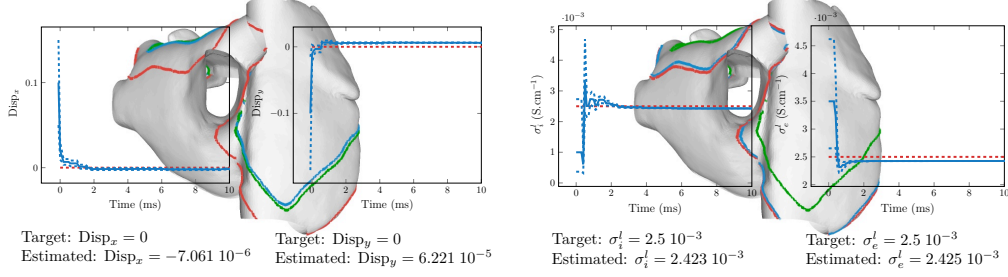 ·10⁻³
·10⁻³
5
4
3
2
1
0
4.5
4
3.5
3
2.5
2
0.1
0
0
−0.1
Disp_x
Disp_y
σ_i^l (S.cm⁻¹)
σ_e^l (S.cm⁻¹)
0 2 4 6 8 10
0 2 4 6 8 10
0 2 4 6 8 10
0 2 4 6 8 10
Time (ms)
Time (ms)
Time (ms)
Time (ms)
Target: Disp_x = 0
Estimated: Disp_x = −7.061 10⁻⁶
Target: Disp_y = 0
Estimated: Disp_y = 6.221 10⁻⁵
Target: σ_i^l = 2.5 10⁻³
Estimated: σ_i^l = 2.423 10⁻³
Target: σ_e^l = 2.5 10⁻³
Estimated: σ_e^l = 2.425 10⁻³